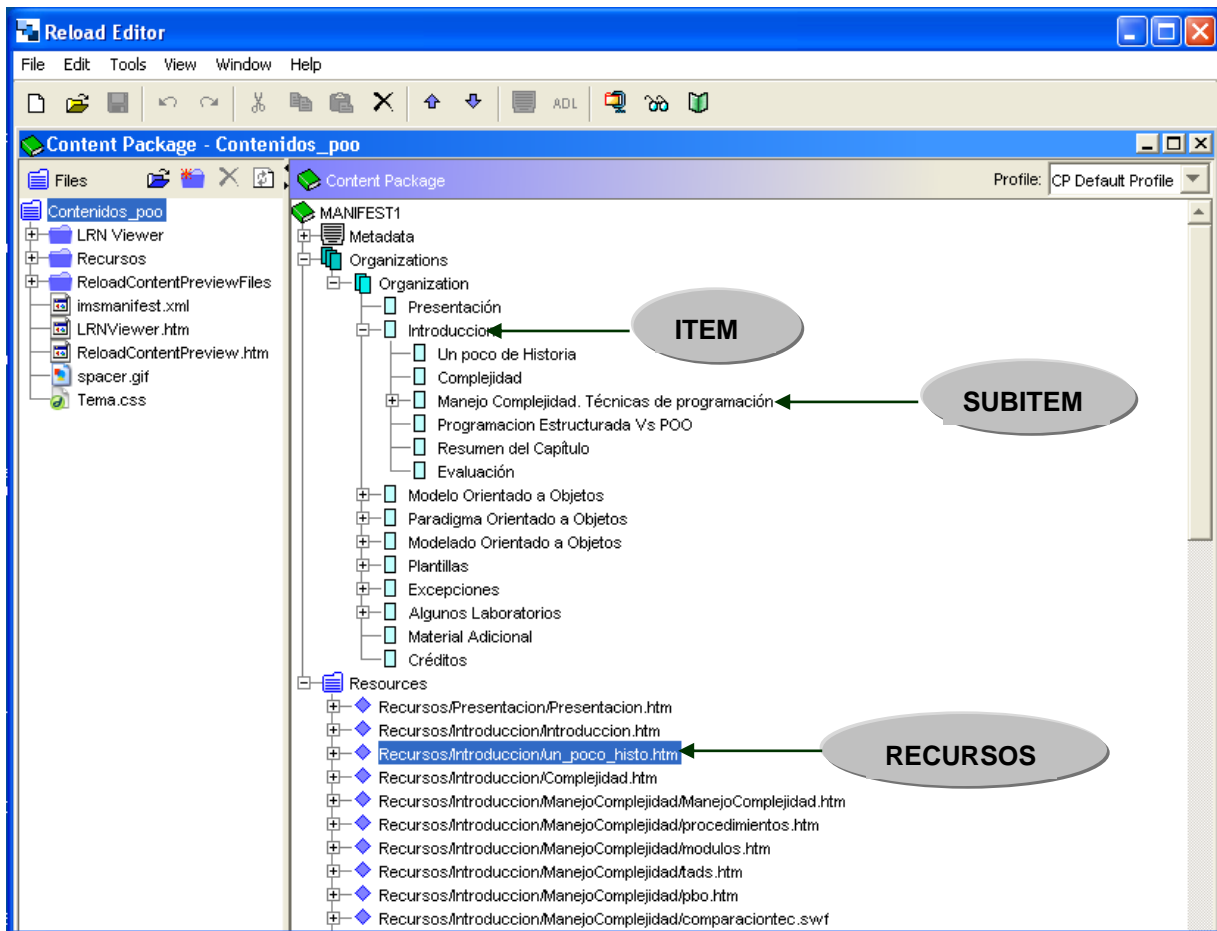 Reload Editor
File Edit Tools View Window Help
ADL
Content Package - Contenidos_poo
Files
Contenidos_poo
LRN Viewer
Recursos
ReloadContentPreviewFiles
imsmanifest.xml
LRNViewer.htm
ReloadContentPreview.htm
spacer.gif
Tema.css
Content Package Profile: CP Default Profile
MANIFEST1
Metadata
Organizations
Organization
Presentación
Introduccion
ITEM
Un poco de Historia
Complejidad
Manejo Complejidad. Técnicas de programación
SUBITEM
Programacion Estructurada Vs POO
Resumen del Capítulo
Evaluación
Modelo Orientado a Objetos
Paradigma Orientado a Objetos
Modelado Orientado a Objetos
Plantillas
Excepciones
Algunos Laboratorios
Material Adicional
Créditos
Resources
Recursos/Presentacion/Presentacion.htm
Recursos/Introduccion/Introduccion.htm
Recursos/Introduccion/un_poco_histo.htm
RECURSOS
Recursos/Introduccion/Complejidad.htm
Recursos/Introduccion/ManejoComplejidad/ManejoComplejidad.htm
Recursos/Introduccion/ManejoComplejidad/procedimientos.htm
Recursos/Introduccion/ManejoComplejidad/modulos.htm
Recursos/Introduccion/ManejoComplejidad/tads.htm
Recursos/Introduccion/ManejoComplejidad/pbo.htm
Recursos/Introduccion/ManejoComplejidad/comparaciontec.swf